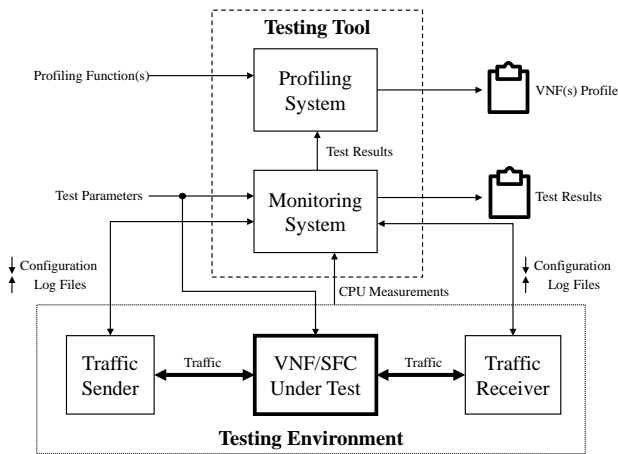 Testing Tool
Profiling Function(s)
Profiling
System
VNF(s) Profile
Test Results
Test Parameters
Monitoring
System
Test Results
Configuration
Log Files
Configuration
Log Files
CPU Measurements
Traffic
Sender
Traffic
VNF/SFC
Under Test
Traffic
Traffic
Receiver
Testing Environment